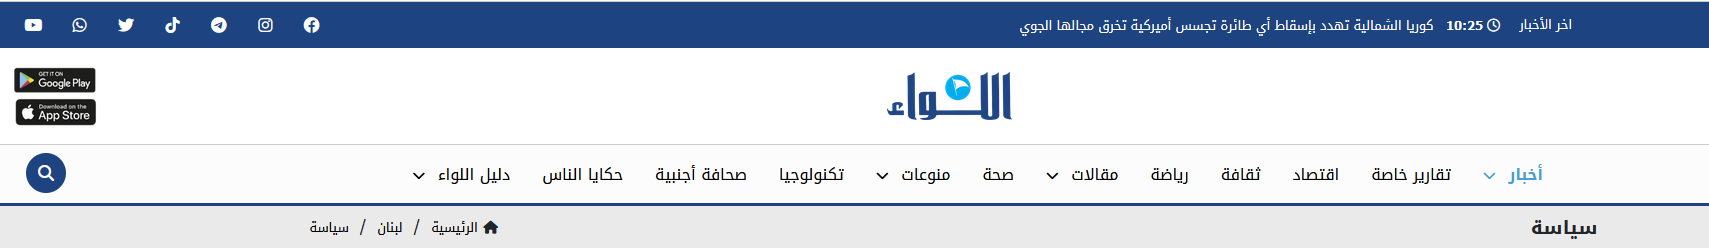 اخر الأخبار 10:25 كوريا الشمالية تهدد بإسقاط أي طائرة تجسس أميركية تخرق مجالها الجوي
اللواء
GET IT ON
Google Play
Download on the
App Store
أخبار تقارير خاصة اقتصاد ثقافة رياضة مقالات صحة منوعات تكنولوجيا صحافة أجنبية حكايا الناس دليل اللواء
سياسة
الرئيسية / لبنان / سياسة